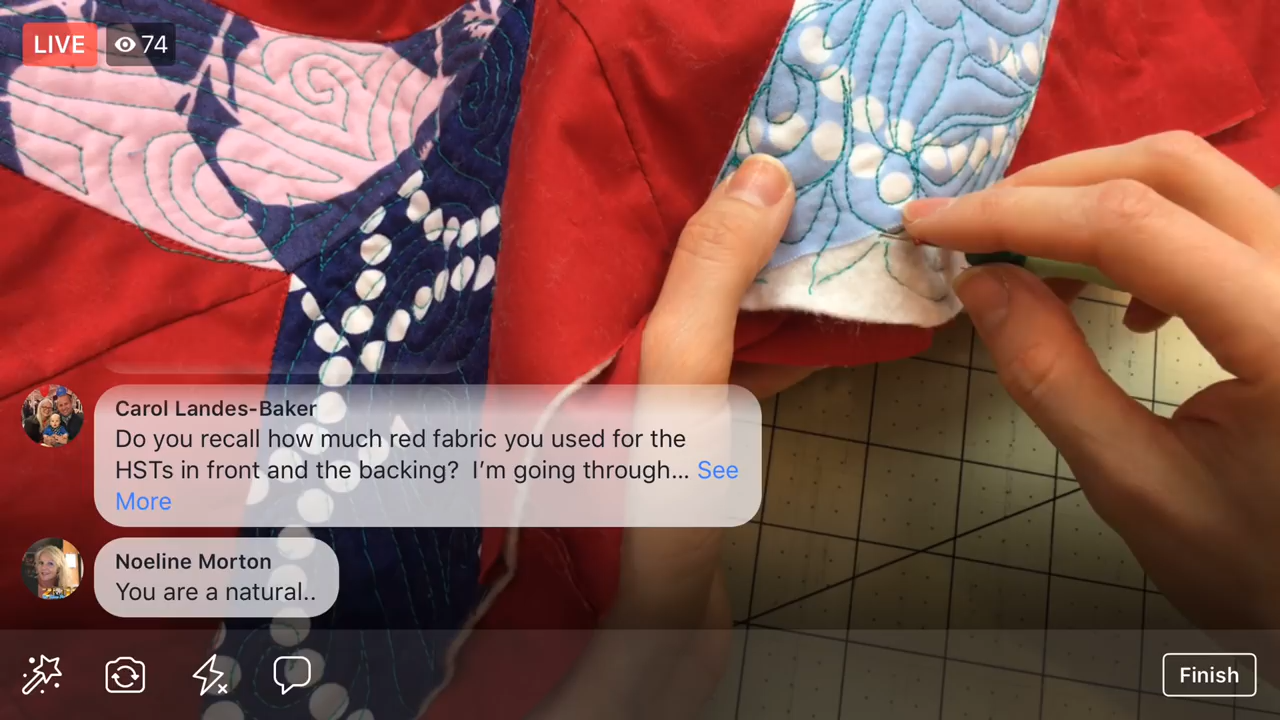 LIVE
74
Carol Landes-Baker
Do you recall how much red fabric you used for the
HSTs in front and the backing?  I’m going through... See
More
Noeline Morton
You are a natural..
Finish